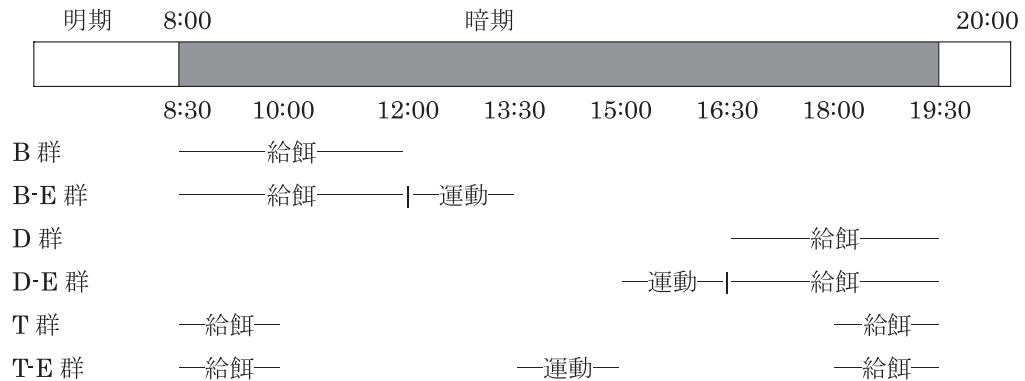 明期 8:00 暗期 20:00
8:30 10:00 12:00 13:30 15:00 16:30 18:00 19:30
B 群 給餌
B-E 群 給餌 運動
D 群 給餌
D-E 群 運動 給餌
T 群 給餌 給餌
T-E 群 給餌 運動 給餌